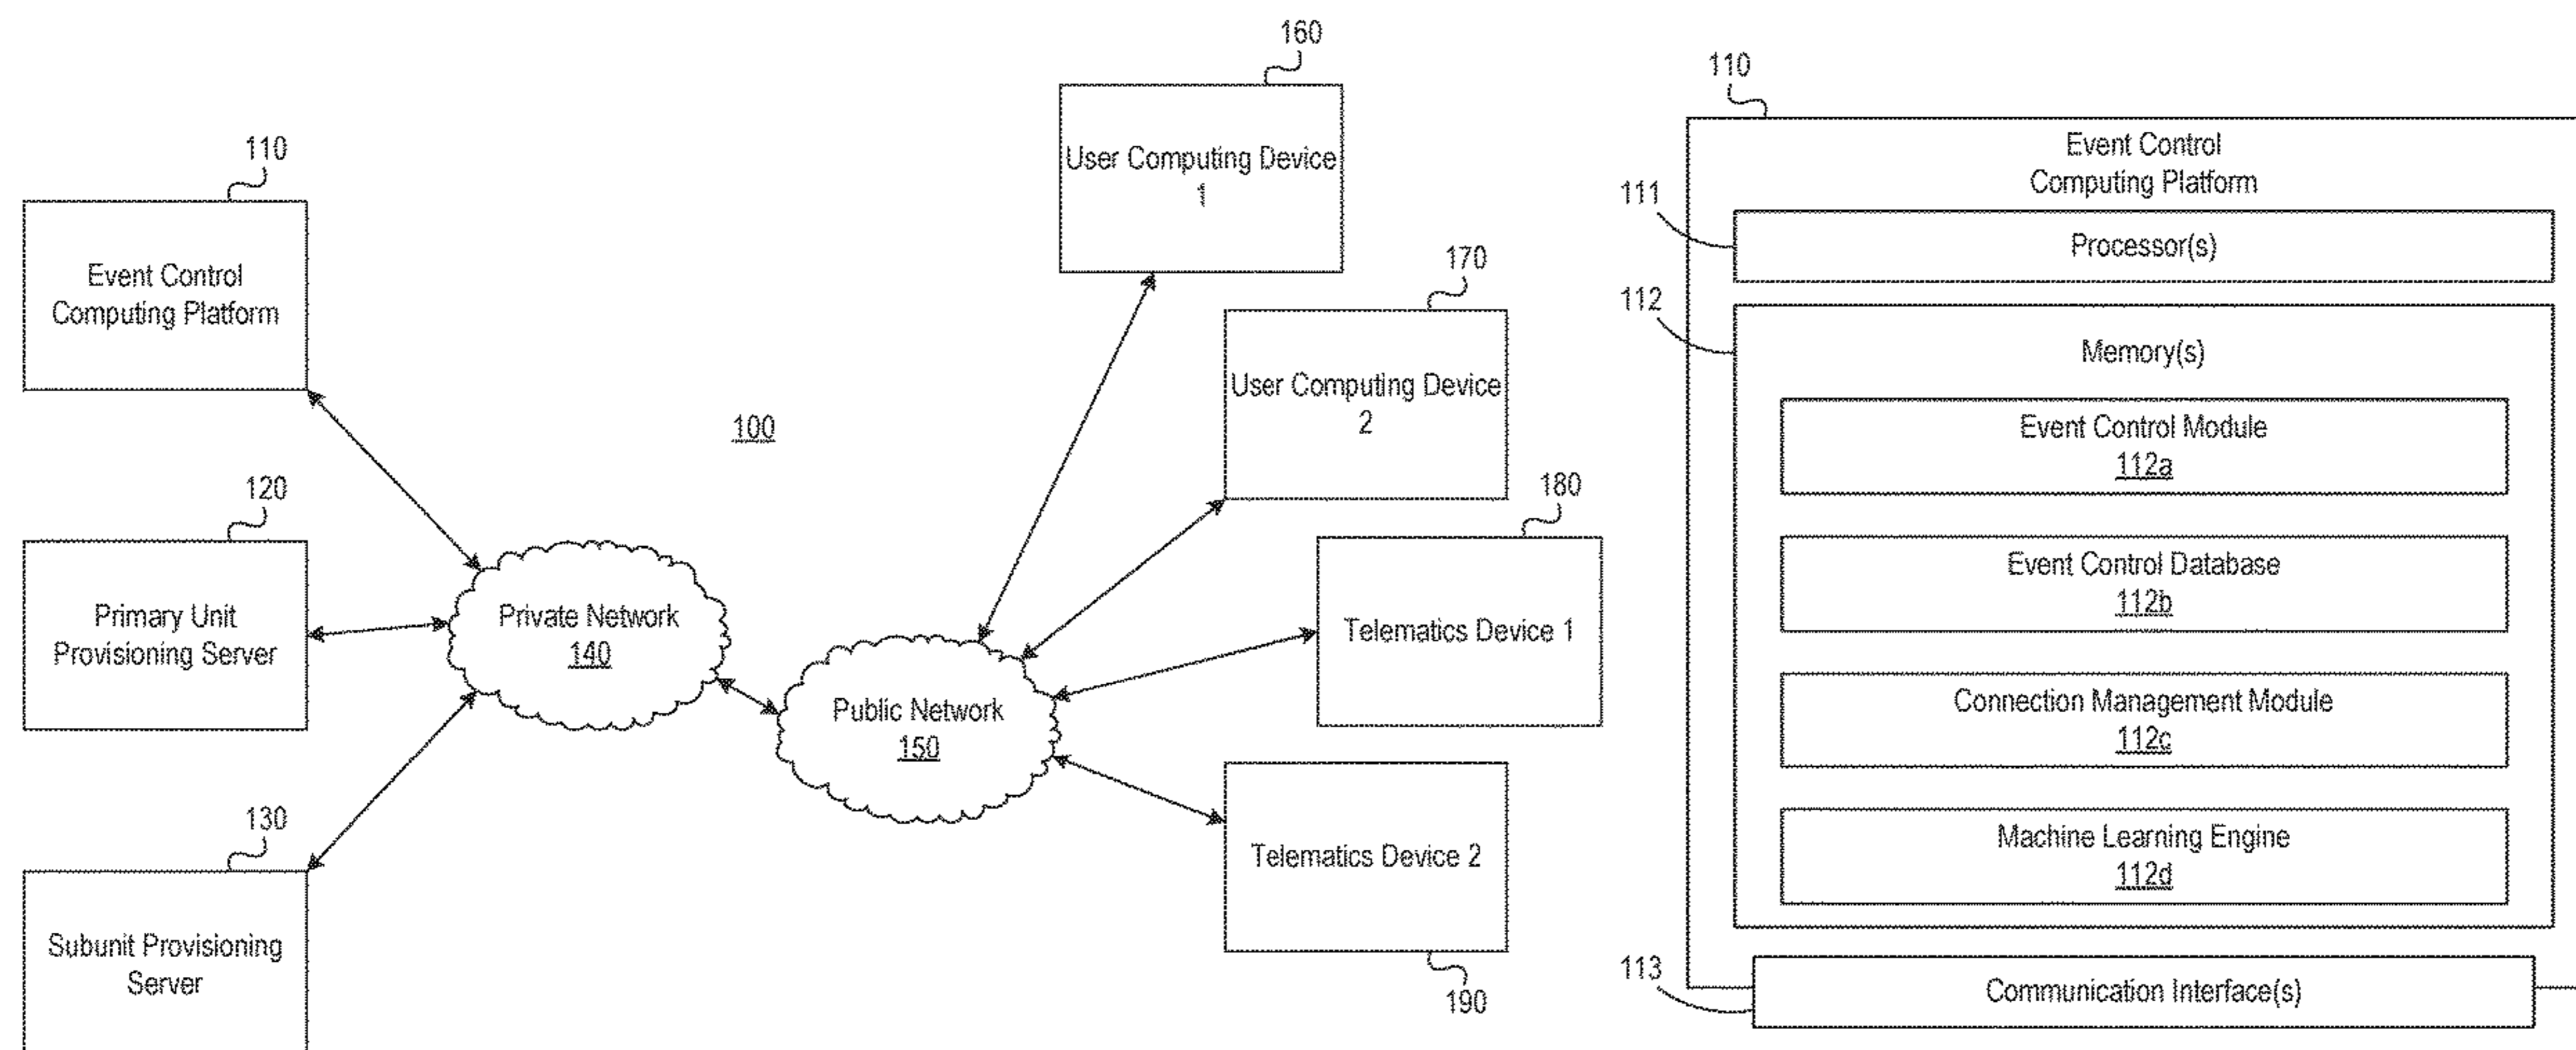 110
Event Control
Computing Platform
120
Primary Unit
Provisioning Server
130
Subunit Provisioning
Server
100
Private Network
140
Public Network
150
160
User Computing Device
1
170
User Computing Device
2
180
Telematics Device 1
Telematics Device 2
190
110
Event Control
Computing Platform
111
Processor(s)
112
Memory(s)
Event Control Module
112a
Event Control Database
112b
Connection Management Module
112c
Machine Learning Engine
112d
113
Communication Interface(s)